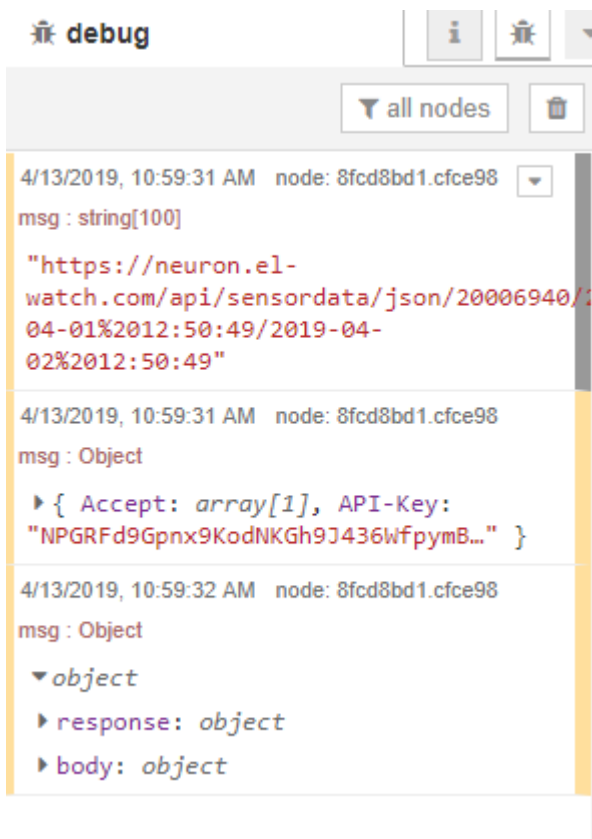 debug
i
all nodes
4/13/2019, 10:59:31 AM node: 8fcd8bd1.cfce98
msg : string[100]
"https://neuron.el-
watch.com/api/sensordata/json/20006940/
04-01%2012:50:49/2019-04-
02%2012:50:49"
4/13/2019, 10:59:31 AM node: 8fcd8bd1.cfce98
msg : Object
{ Accept: array[1], API-Key:
"NPGRFd9Gpnx9KodNKGh9J436WfpymB…" }
4/13/2019, 10:59:32 AM node: 8fcd8bd1.cfce98
msg : Object
object
response: object
body: object